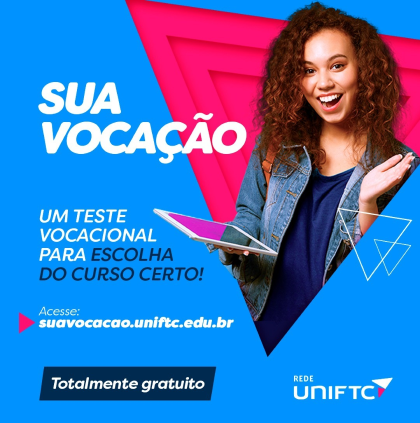 SUA
VOCAÇÃO
UM TESTE
VOCACIONAL
PARA ESCOLHA
DO CURSO CERTO!
Acesse:
suavocacao.uniftc.edu.br
Totalmente gratuito
REDE
UNIFTC